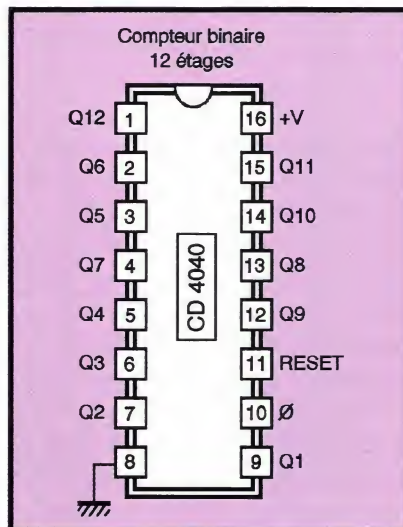 Compteur binaire
12 étages
Q12 1 16 +V
Q6 2 15 Q11
Q5 3 14 Q10
Q7 4 13 Q8
Q4 5 12 Q9
Q3 6 11 RESET
Q2 7 10 Ø
8 9 Q1
CD 4040